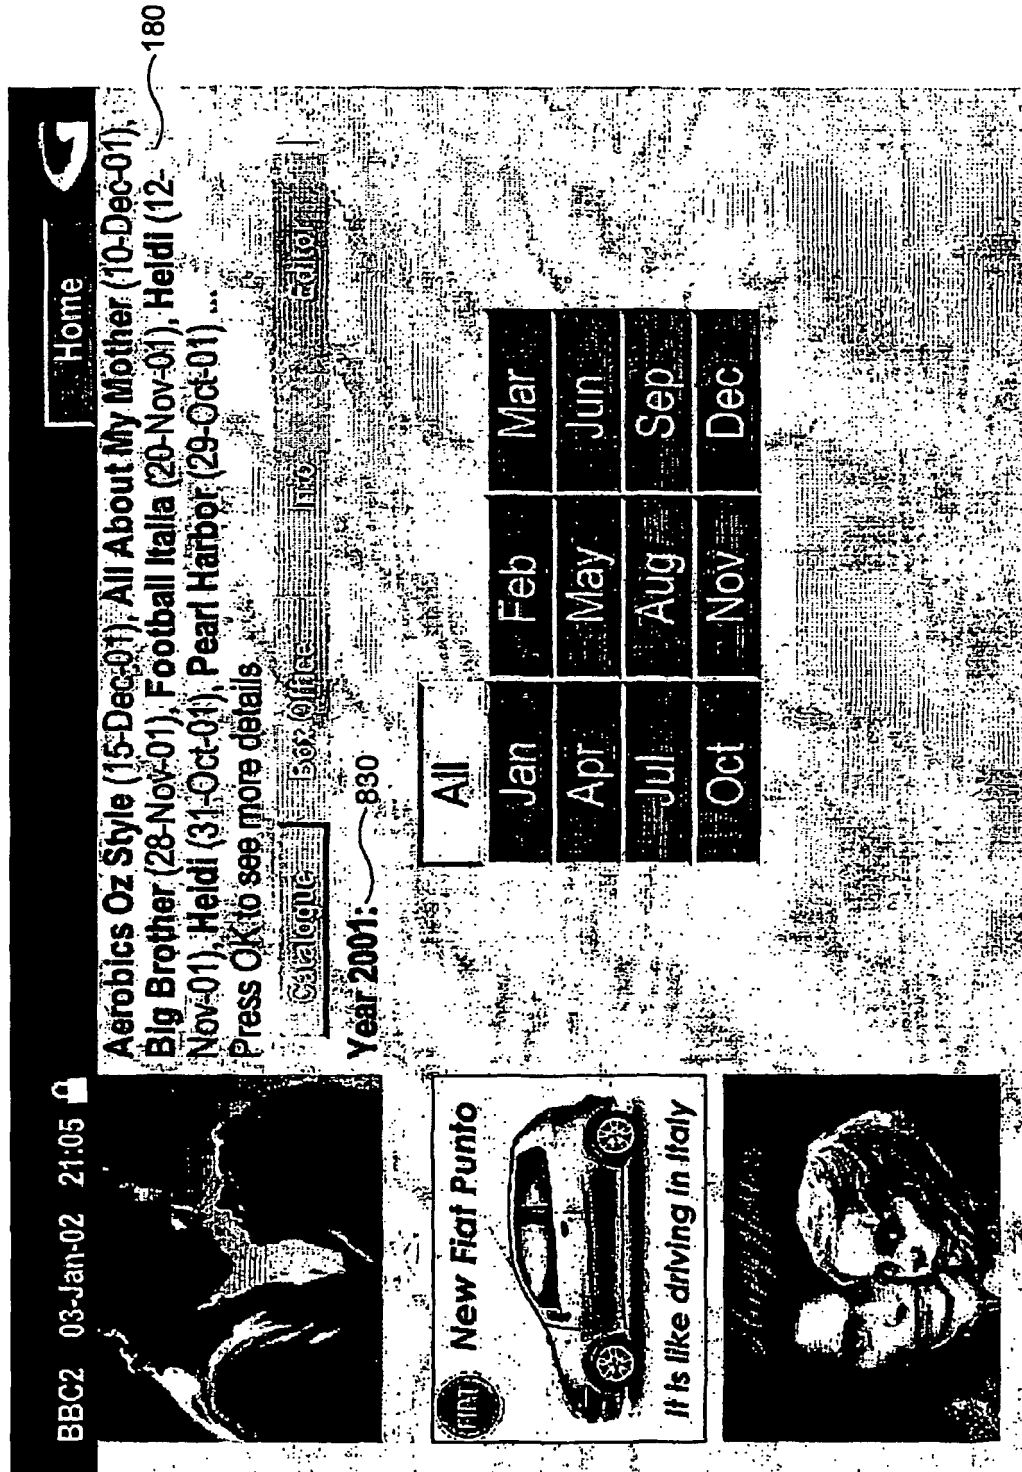 BBC2 03-Jan-02 21:05
Home
Aerobics Oz Style (15-Dec-01), All About My Mother (10-Dec-01),
Big Brother (28-Nov-01), Football Italia (20-Nov-01), Heidi (12-
Nov-01), Heidi (31-Oct-01), Pearl Harbor (29-Oct-01) ...
Press OK to see more details
180
Catalogue Box Office Pro Editor
Year 2001:
830
All
Jan Feb Mar
Apr May Jun
Jul Aug Sep
Oct Nov Dec
FIAT New Fiat Punto
It is like driving in Italy